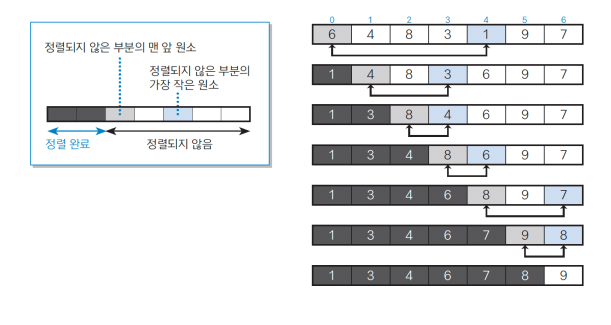 정렬되지 않은 부분의 맨 앞 원소
정렬되지 않은 부분의
가장 작은 원소
정렬 완료
정렬되지 않음
0 1 2 3 4 5 6
6 4 8 3 1 9 7
1 4 8 3 6 9 7
1 3 8 4 6 9 7
1 3 4 8 6 9 7
1 3 4 6 8 9 7
1 3 4 6 7 9 8
1 3 4 6 7 8 9